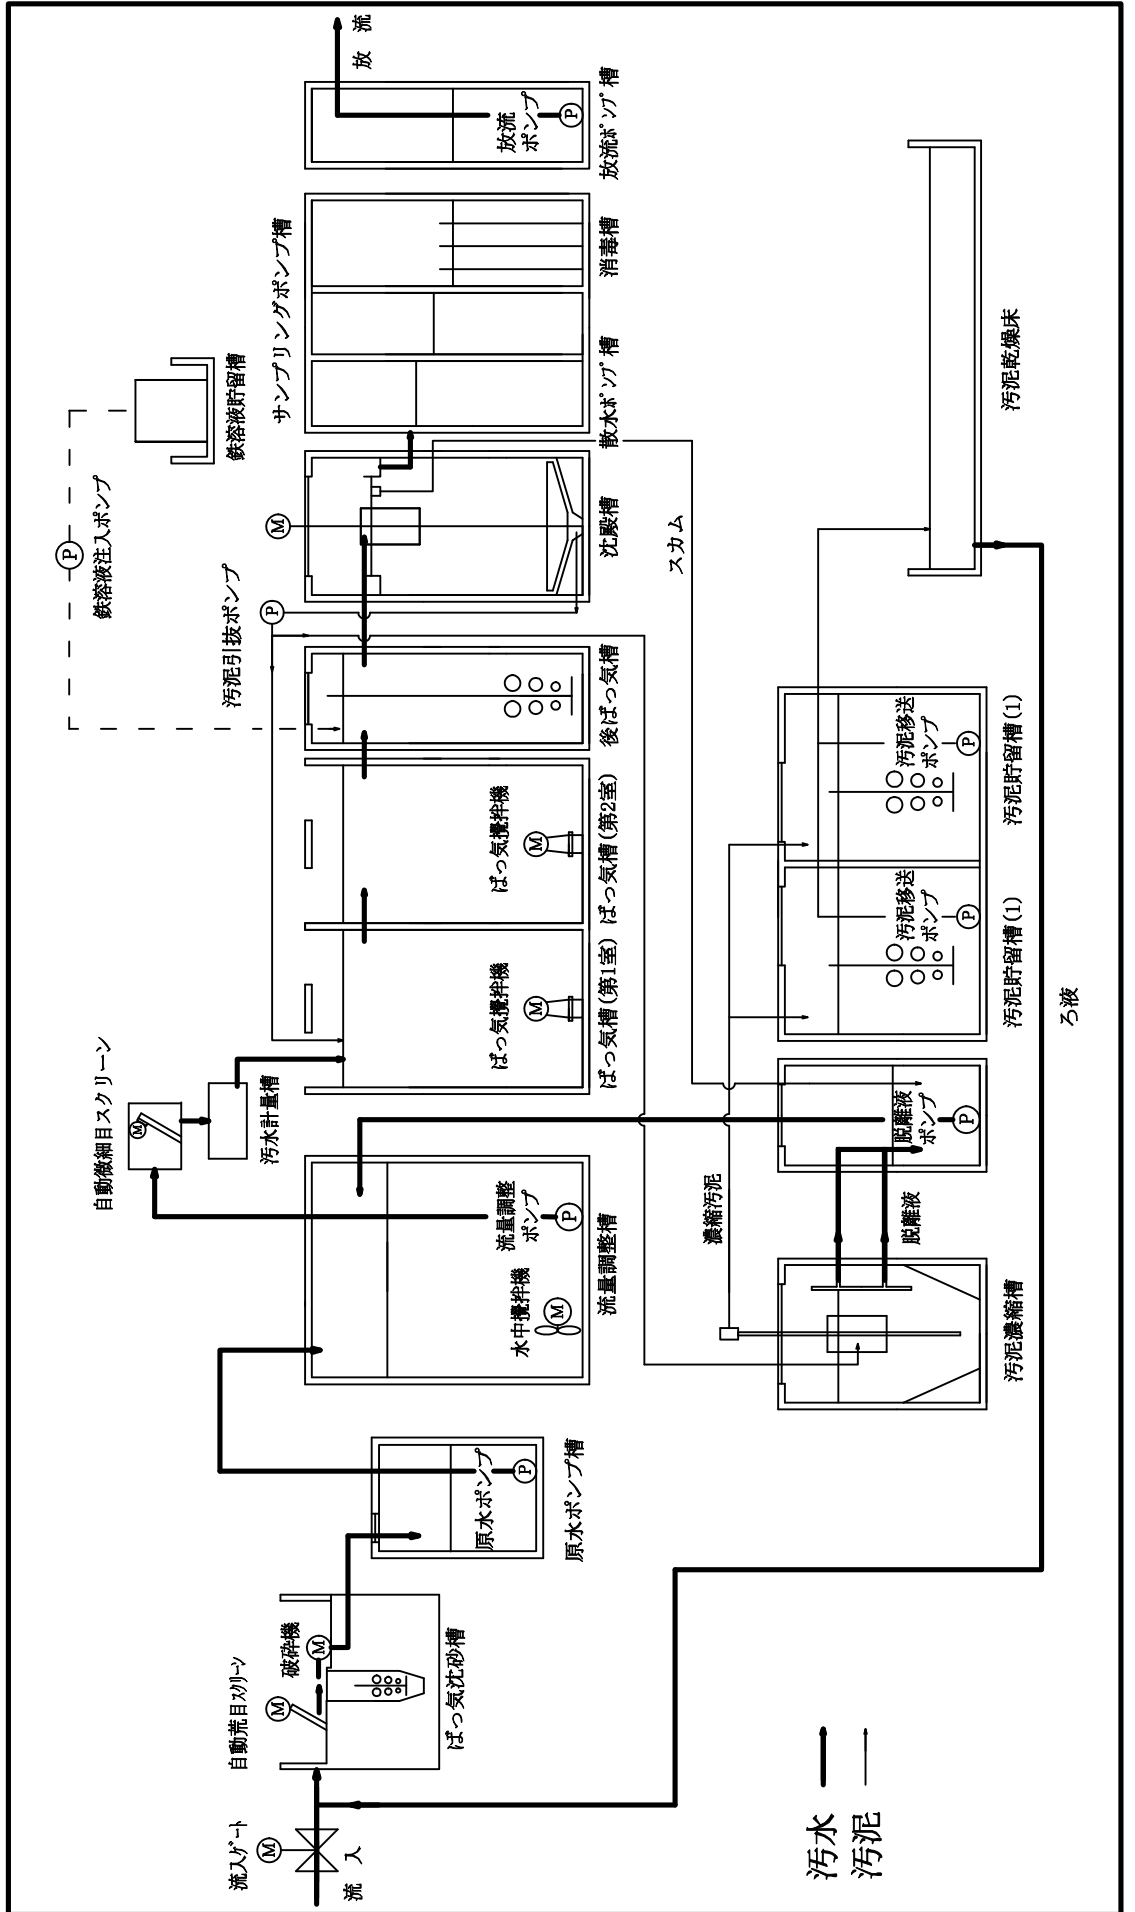 流入ゲート
M
流 入
自動荒目スクリーン
M
破砕機
M
ばっ気沈砂槽
原水ポンプ
P
原水ポンプ槽
水中攪拌機
M
流量調整
ポンプ
P
流量調整槽
自動微細目スクリーン
M
汚水計量槽
ばっ気攪拌機
M
ばっ気槽(第1室)
ばっ気攪拌機
M
ばっ気槽(第2室)
後ばっ気槽
汚泥引抜ポンプ
P
鉄溶液注入ポンプ
P
鉄溶液貯留槽
M
沈殿槽
散水ポンプ槽
サンプリングポンプ槽
消毒槽
放流
ポンプ
P
放流ポンプ槽
放 流
スカム
汚泥濃縮槽
濃縮汚泥
脱離液
脱離液
ポンプ
P
汚泥移送
ポンプ
P
汚泥貯留槽(1)
汚泥移送
ポンプ
P
汚泥貯留槽(1)
汚泥乾燥床
ろ液
汚水
汚泥